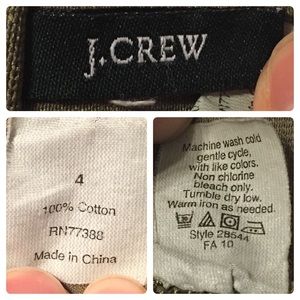 J.CREW
4
100% Cotton
RN77388
Made in China
Machine wash cold
gentle cycle,
with like colors.
Non chlorine
bleach only.
Tumble dry low.
Warm iron as needed.
Style 28544
FA 10